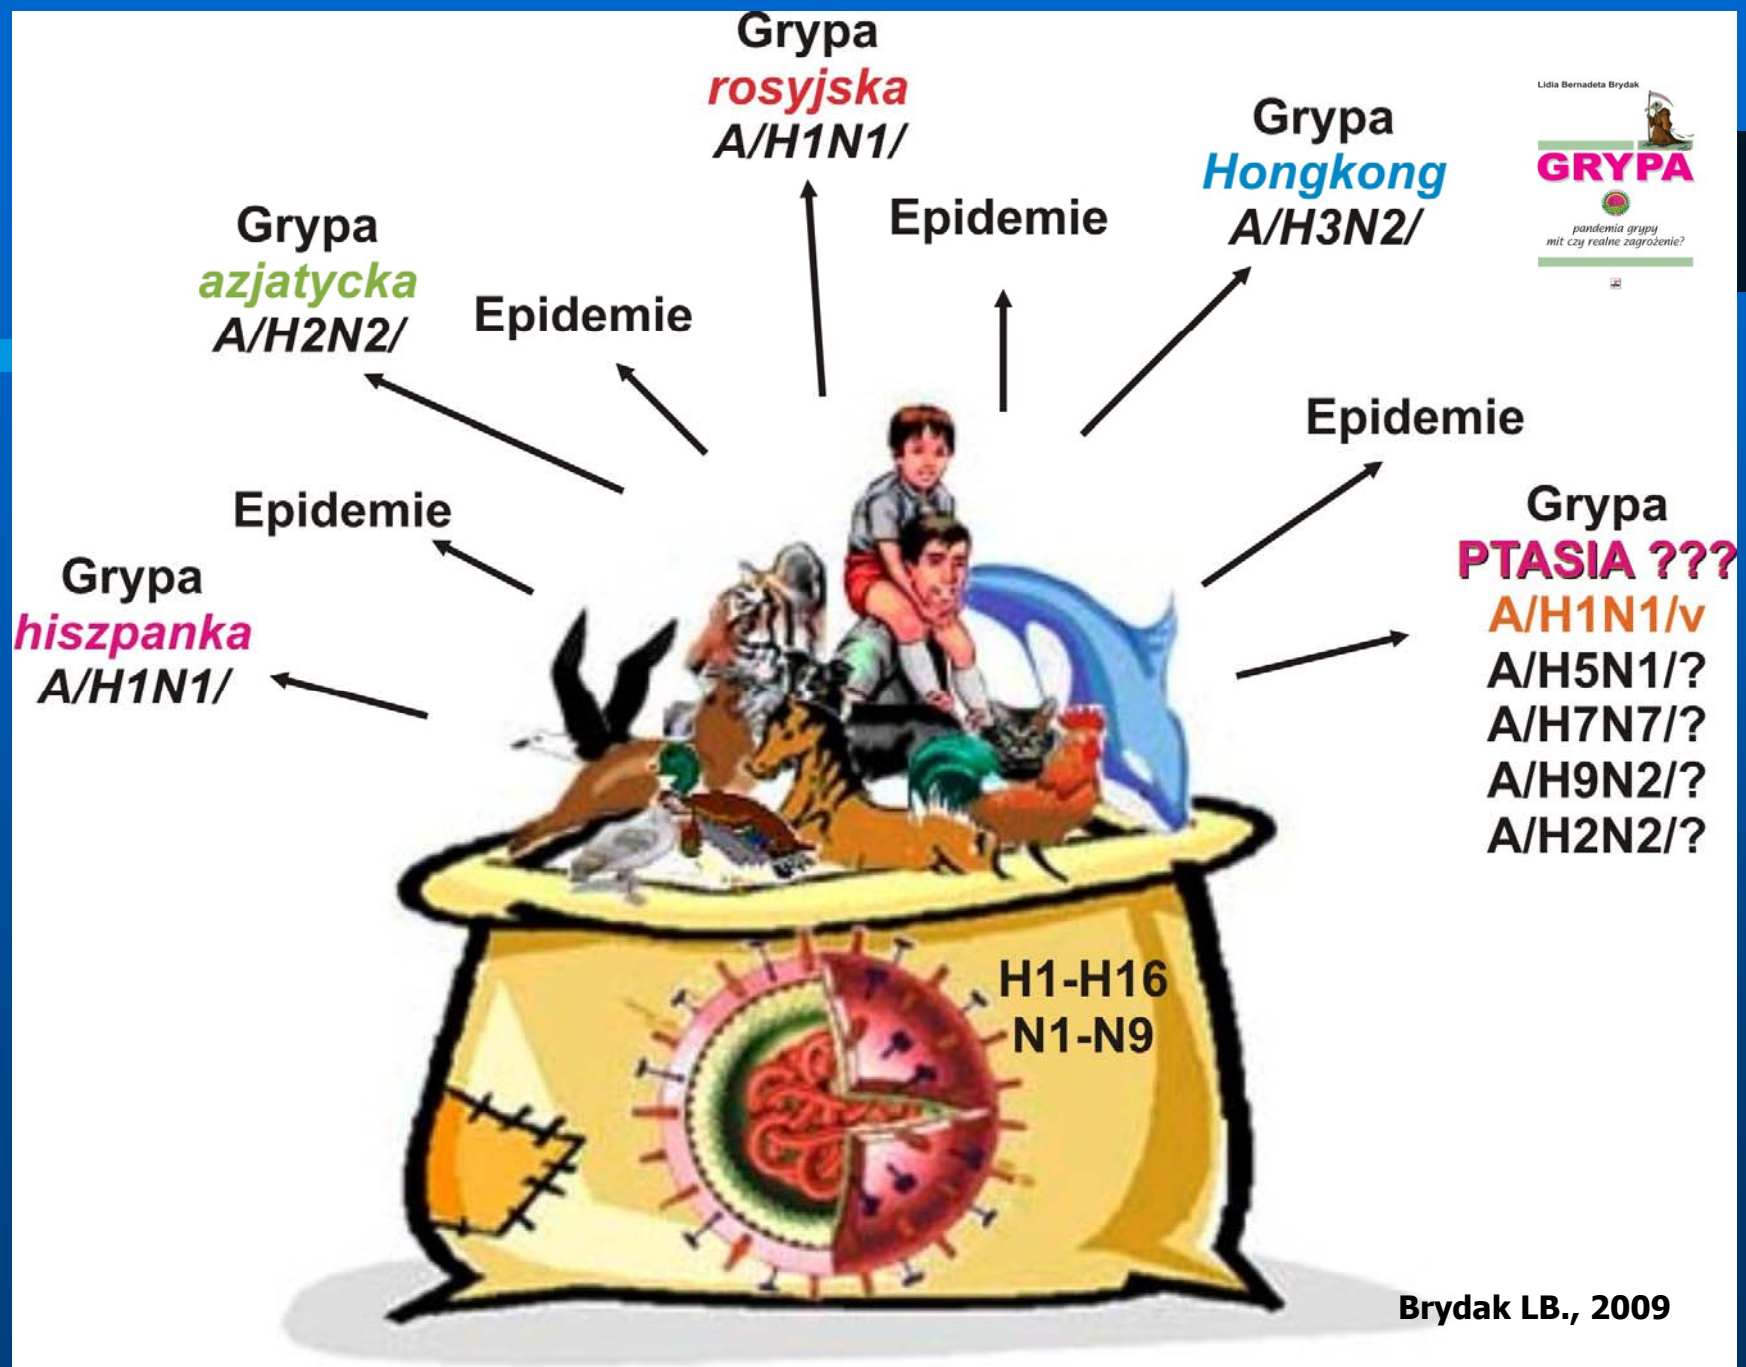 Grypa
rosyjska
A/H1N1/
Lidia Bernadeta Brydak
GRYPA
pandemia grypy
mit czy realne zagrożenie?
Grypa
Hongkong
A/H3N2/
Epidemie
Grypa
azjatycka
A/H2N2/
Epidemie
Epidemie
Epidemie
Grypa
hiszpanka
A/H1N1/
Grypa
PTASIA ???
A/H1N1/v
A/H5N1/?
A/H7N7/?
A/H9N2/?
A/H2N2/?
H1-H16
N1-N9
Brydak LB., 2009